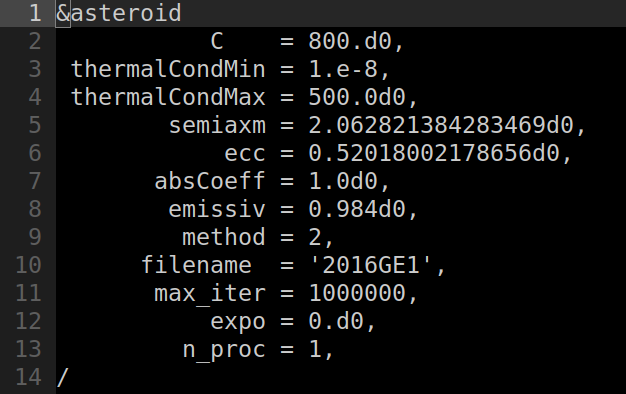 1 &asteroid
2            C    = 800.d0,
3  thermalCondMin = 1.e-8,
4  thermalCondMax = 500.0d0,
5         semiaxm = 2.062821384283469d0,
6             ecc = 0.52018002178656d0,
7        absCoeff = 1.0d0,
8         emissiv = 0.984d0,
9          method = 2,
10       filename  = '2016GE1',
11        max_iter = 1000000,
12            expo = 0.d0,
13          n_proc = 1,
14 /